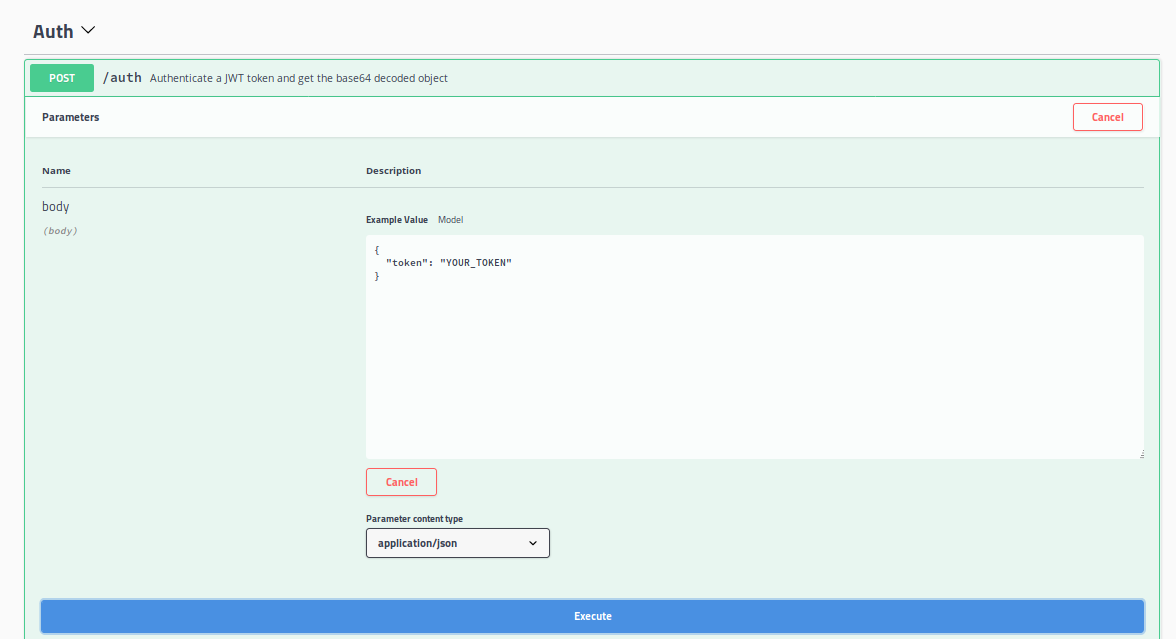 Auth
POST /auth Authenticate a JWT token and get the base64 decoded object
Parameters Cancel
Name Description
body
(body)
Example Value Model
{
"token": "YOUR_TOKEN"
}
Cancel
Parameter content type
application/json
Execute